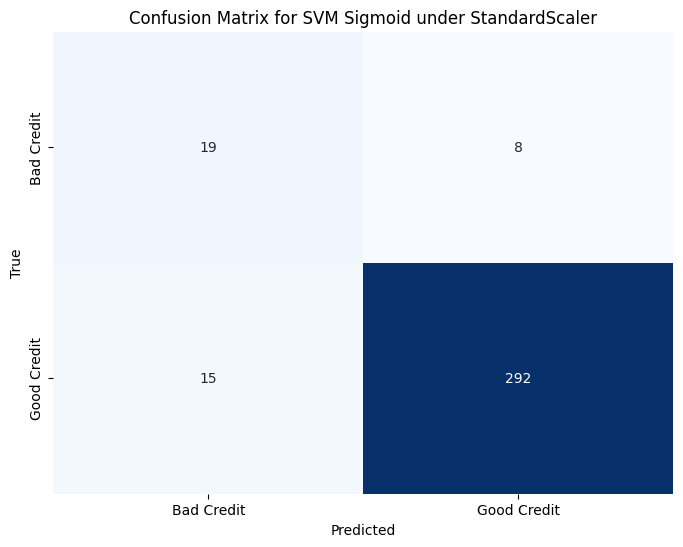 Confusion Matrix for SVM Sigmoid under StandardScaler
Bad Credit
19
8
True
Good Credit
15
292
Bad Credit
Good Credit
Predicted